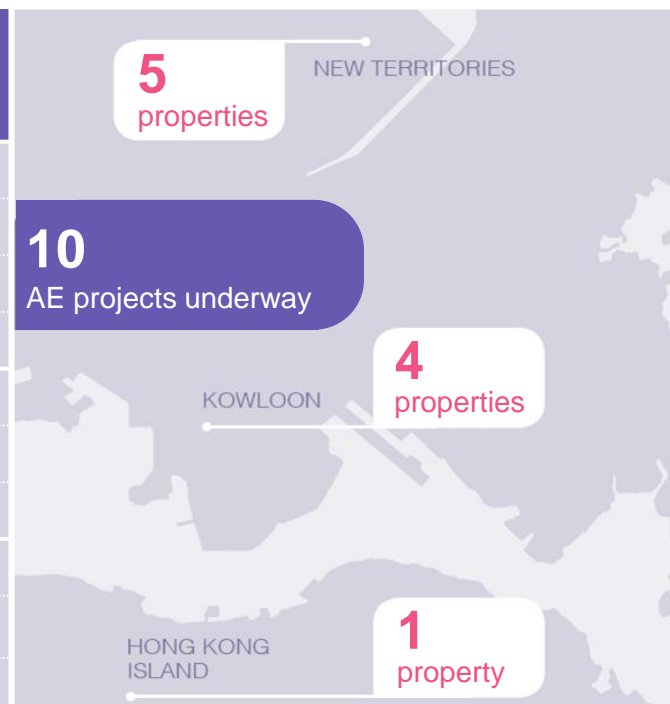 5
properties
NEW TERRITORIES
10
AE projects underway
4
properties
KOWLOON
1
property
HONG KONG
ISLAND